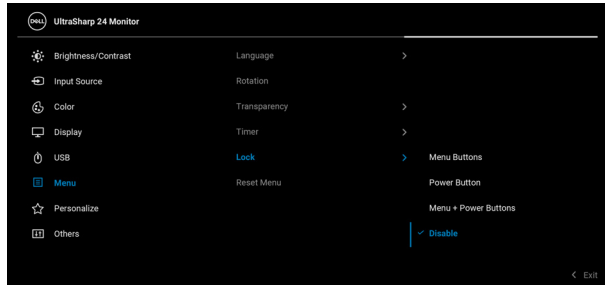 DELL UltraSharp 24 Monitor
Brightness/Contrast Language >
Input Source Rotation
Color Transparency >
Display Timer >
USB Lock > Menu Buttons
Menu Reset Menu Power Button
Personalize Menu + Power Buttons
Others ✓ Disable
< Exit